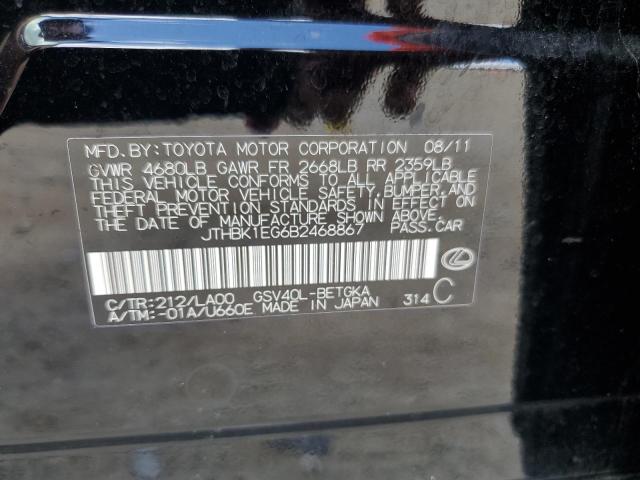 MFD. BY: TOYOTA MOTOR CORPORATION 08/11
GVWR 4680LB GAWR FR 2668LB RR 2359LB
THIS VEHICLE CONFORMS TO ALL APPLICABLE
FEDERAL MOTOR VEHICLE SAFETY, BUMPER, AND
THEFT PREVENTION STANDARDS IN EFFECT ON
THE DATE OF MANUFACTURE SHOWN ABOVE.
JTHBK1EG6B2468867 PASS.CAR
C/TR: 212/LA00 GSV40L-BETGKA
A/TM: -01A/U660E MADE IN JAPAN 314 C